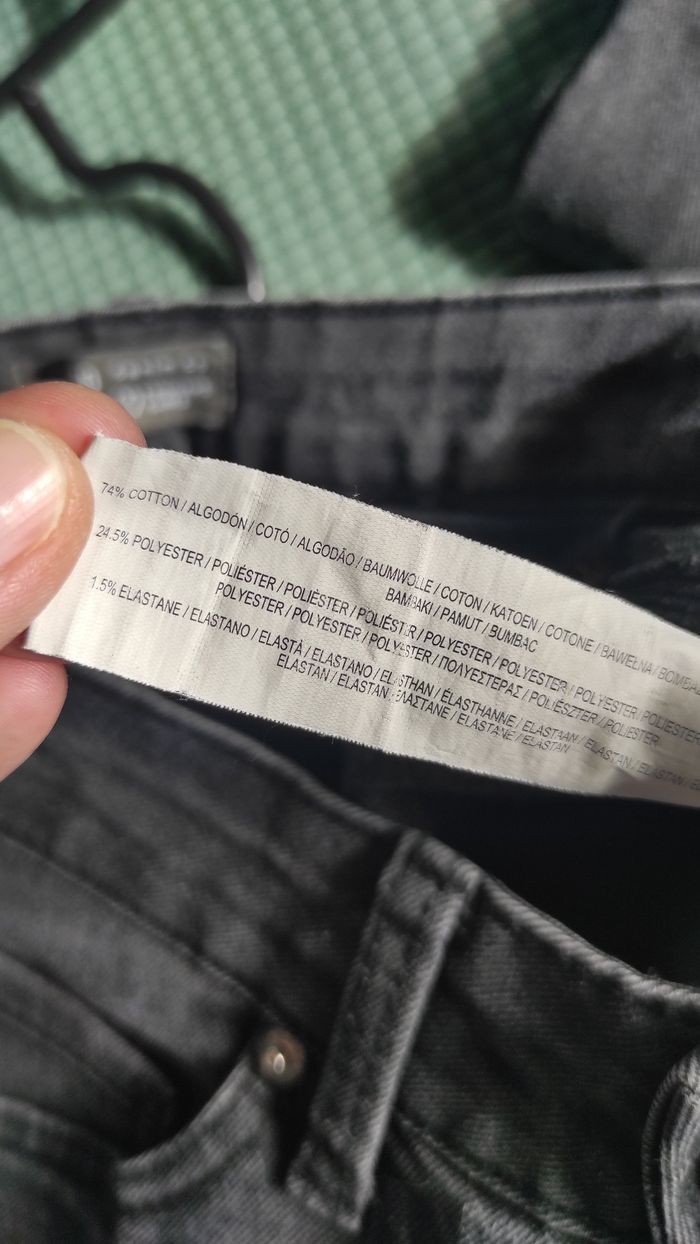 74% COTTON / ALGODÓN / COTÓ / ALGODÃO / BAUMWOLLE / COTON / KATOEN / COTONE / BAWEŁNA /
BAMBAKI / PAMUT / BUMBAC
24.5% POLYESTER / POLIÉSTER / POLIÈSTER / POLIÉSTER / POLYESTER / POLYESTER / POLYESTER / POLIESTERE
POLYESTER / POLYESTER / POLYESTER / ΠΟΛΥΕΣΤΕΡΑΣ / POLIÉSZTER / POLIESTER
1.5% ELASTANE / ELASTANO / ELASTÀ / ELASTANO / ELASTHAN / ÉLASTHANNE / ELASTAAN / ELASTAN / ELASTAN /
ELASTAN / ELASTAN / ΕΛΑΣΤΑΝΕ / ELASTANE / ELASTAN